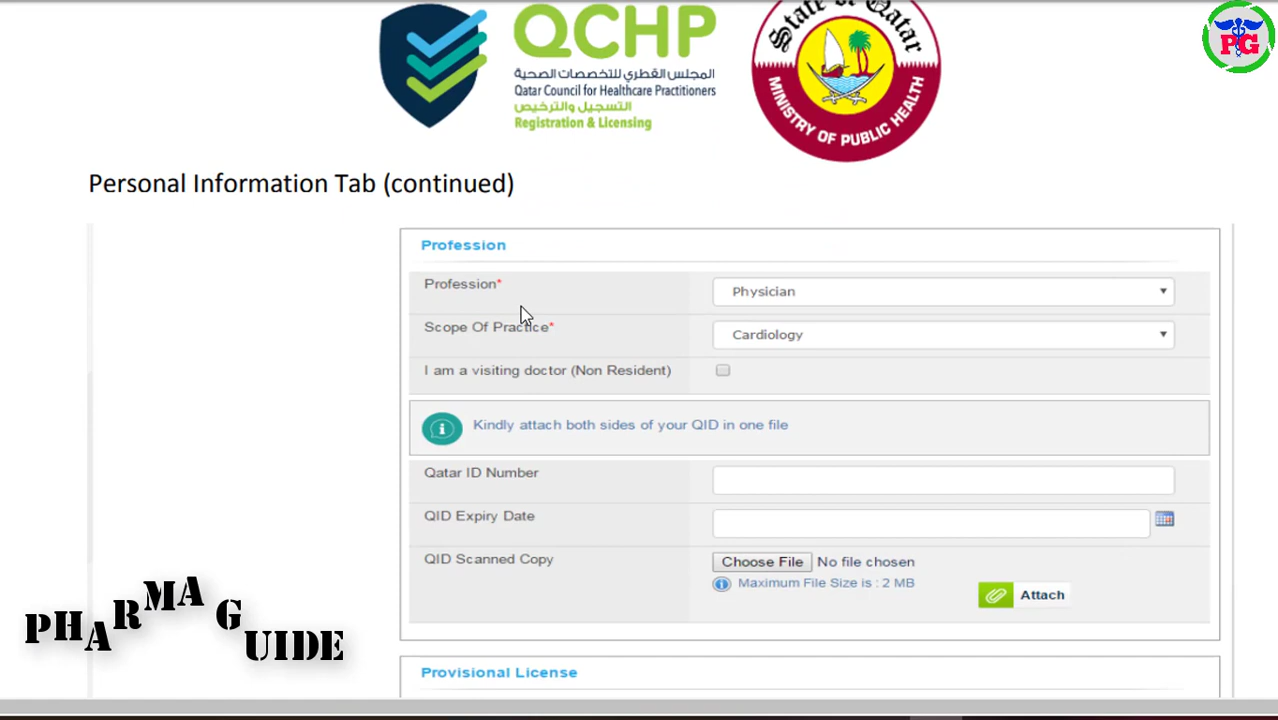 QCHP
المجلس القطري للتخصصات الصحية
Qatar Council for Healthcare Practitioners
التسجيل والترخيص
Registration & Licensing
State of Qatar
MINISTRY OF PUBLIC HEALTH
PG
Personal Information Tab (continued)
Profession
Profession* Physician
Scope Of Practice* Cardiology
I am a visiting doctor (Non Resident)
Kindly attach both sides of your QID in one file
Qatar ID Number
QID Expiry Date
QID Scanned Copy Choose File No file chosen
Maximum File Size is : 2 MB
Attach
PHARMA GUIDE
Provisional License